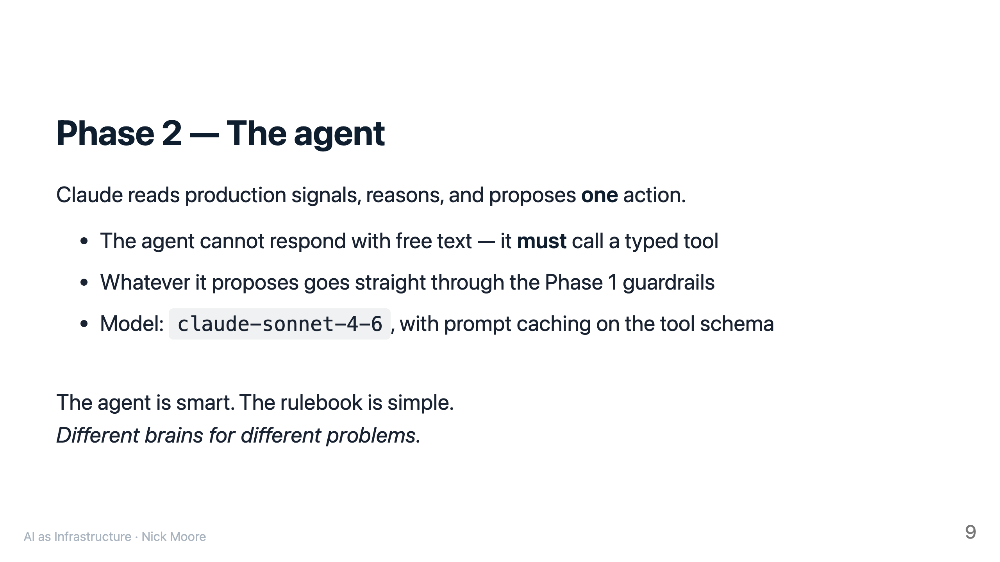 Phase 2 — The agent
Claude reads production signals, reasons, and proposes one action.
• The agent cannot respond with free text — it must call a typed tool
• Whatever it proposes goes straight through the Phase 1 guardrails
• Model: claude-sonnet-4-6, with prompt caching on the tool schema
The agent is smart. The rulebook is simple.
Different brains for different problems.
AI as Infrastructure · Nick Moore
9